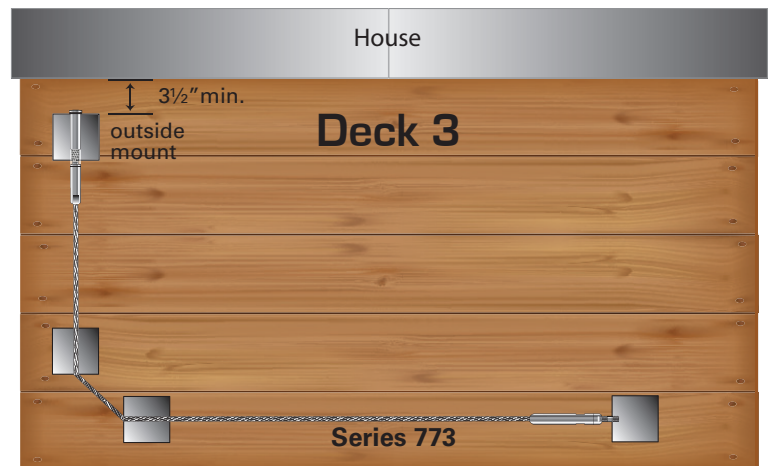 House
3½” min.
outside
mount
Deck 3
Series 773